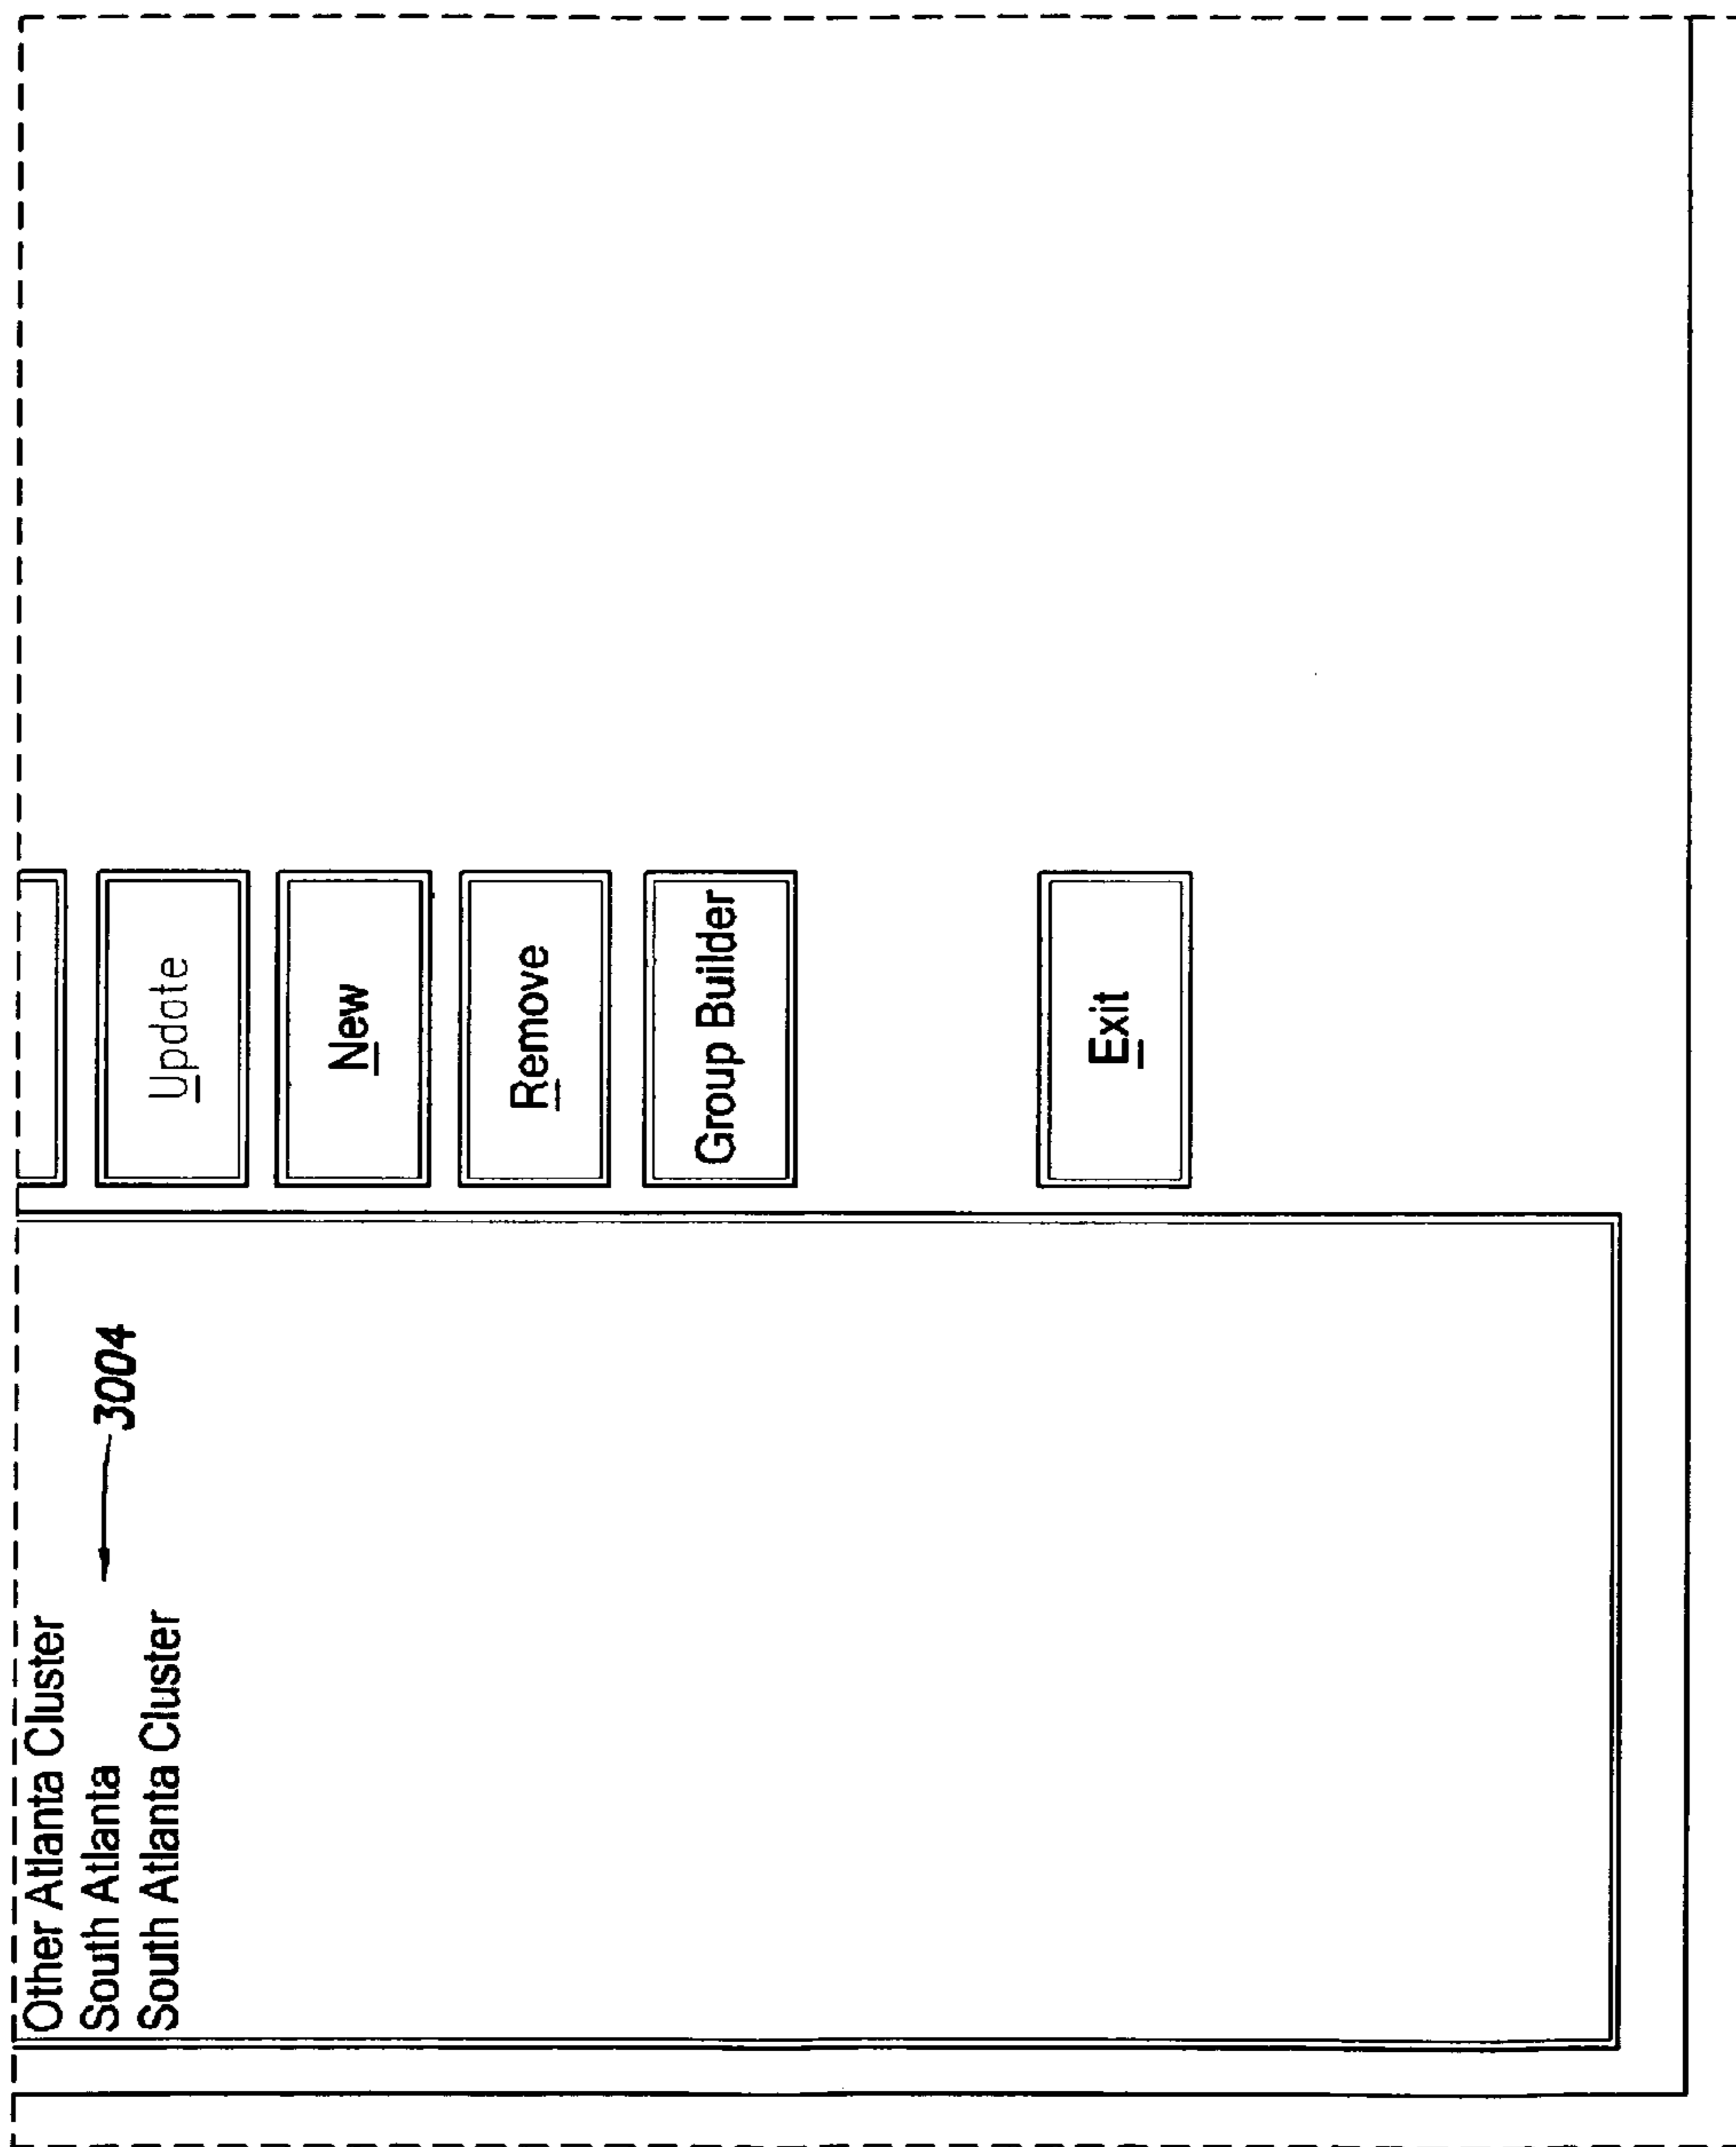 Other Atlanta Cluster
South Atlanta
3004
South Atlanta Cluster
Update
New
Remove
Group Builder
Exit